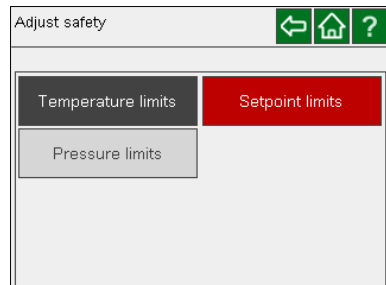 Adjust safety
?
Temperature limits
Setpoint limits
Pressure limits